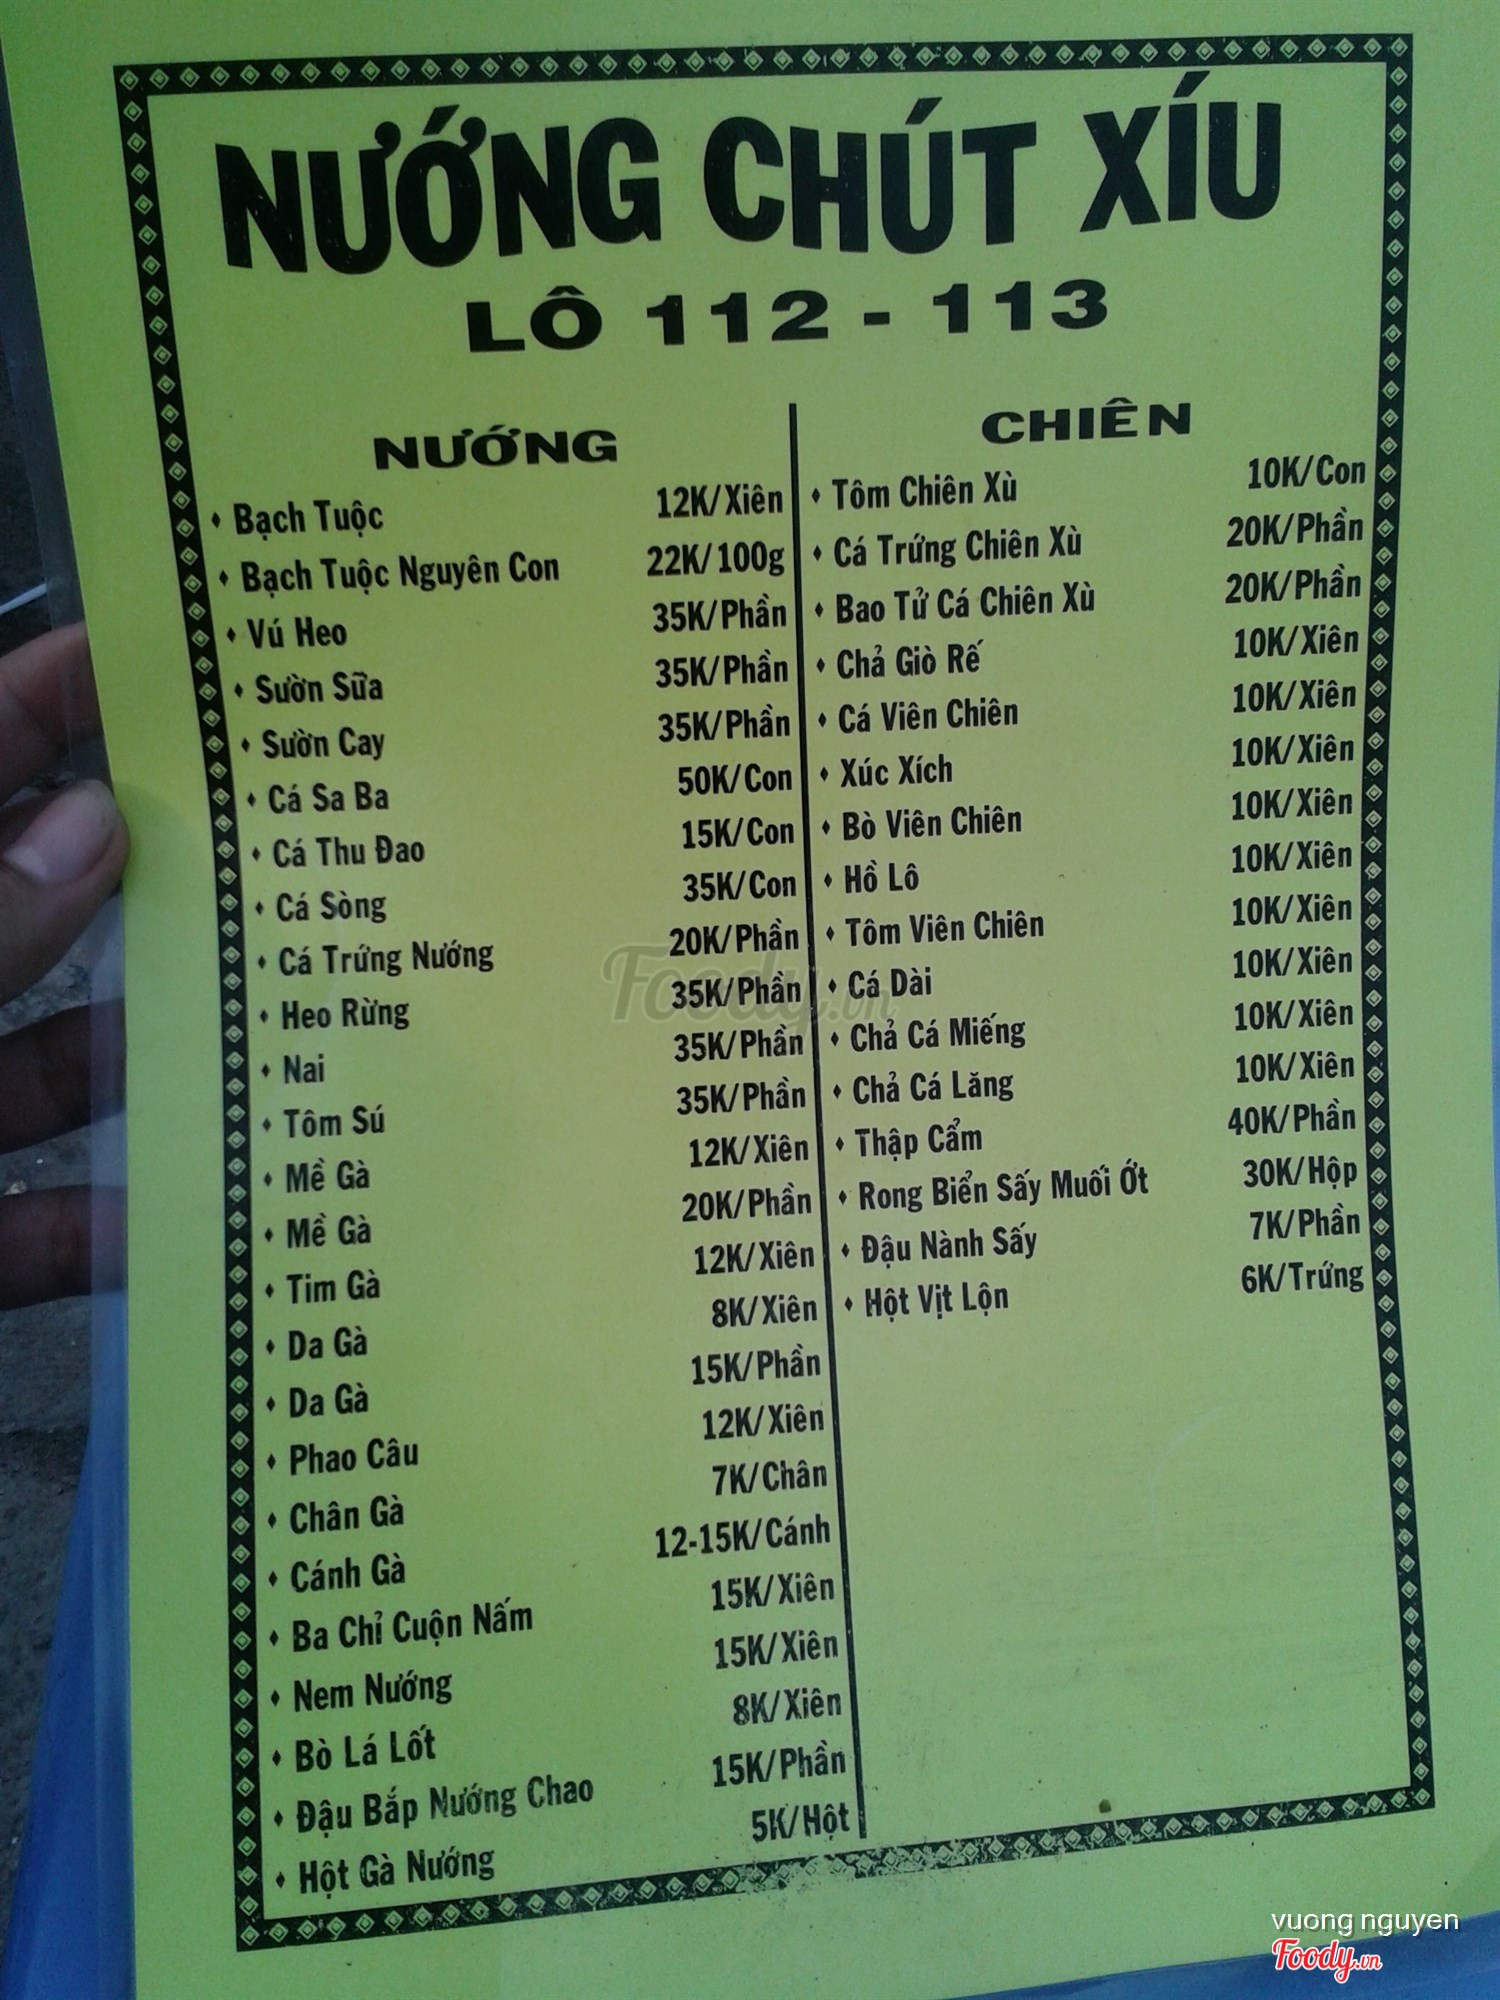 NƯỚNG CHÚT XÍU
LÔ 112 - 113
NƯỚNG
Bạch Tuộc 12K/Xiên
Bạch Tuộc Nguyên Con 22K/100g
Vú Heo 35K/Phần
Sườn Sữa 35K/Phần
Sườn Cay 35K/Phần
Cá Sa Ba 50K/Con
Cá Thu Đao 15K/Con
Cá Sòng 35K/Con
Cá Trứng Nướng 20K/Phần
Heo Rừng 35K/Phần
Nai 35K/Phần
Tôm Sú 35K/Phần
Mề Gà 12K/Xiên
Mề Gà 20K/Phần
Tim Gà 12K/Xiên
Da Gà 8K/Xiên
Da Gà 15K/Phần
Phao Câu 12K/Xiên
Chân Gà 7K/Chân
Cánh Gà 12-15K/Cánh
Ba Chỉ Cuộn Nấm 15K/Xiên
Nem Nướng 15K/Xiên
Bò Lá Lốt 8K/Xiên
Đậu Bắp Nướng Chao 15K/Phần
Hột Gà Nướng 5K/Hột
CHIÊN
Tôm Chiên Xù 10K/Con
Cá Trứng Chiên Xù 20K/Phần
Bao Tử Cá Chiên Xù 20K/Phần
Chả Giò Rế 10K/Xiên
Cá Viên Chiên 10K/Xiên
Xúc Xích 10K/Xiên
Bò Viên Chiên 10K/Xiên
Hồ Lô 10K/Xiên
Tôm Viên Chiên 10K/Xiên
Cá Dài 10K/Xiên
Chả Cá Miếng 10K/Xiên
Chả Cá Lăng 10K/Xiên
Thập Cẩm 40K/Phần
Rong Biển Sấy Muối Ớt 30K/Hộp
Đậu Nành Sấy 7K/Phần
Hột Vịt Lộn 6K/Trứng
Foody.vn
vuong nguyen
Foody.vn